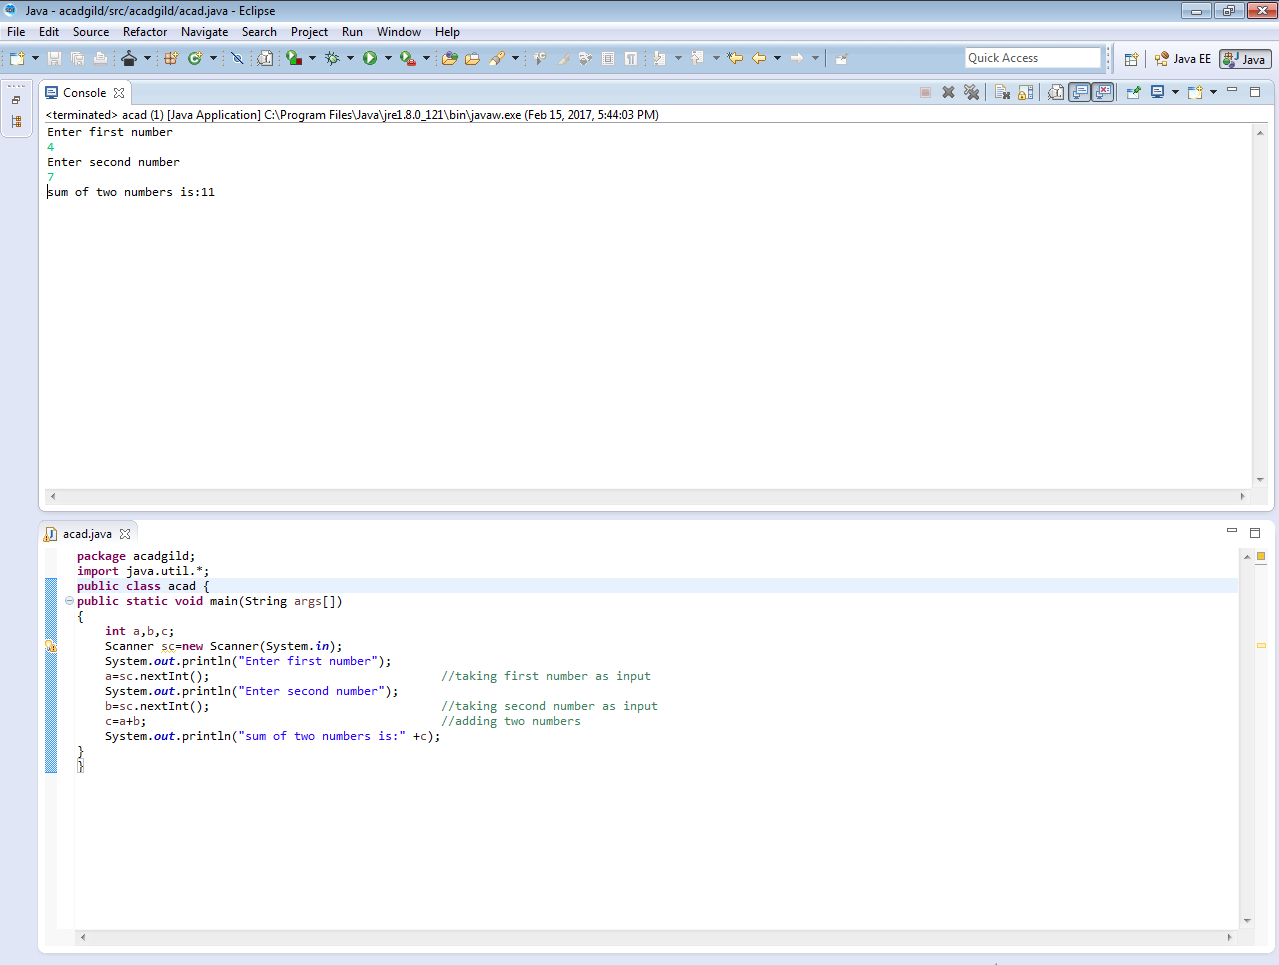 Java - acadgild/src/acadgild/acad.java - Eclipse
File Edit Source Refactor Navigate Search Project Run Window Help
Quick Access
Java EE
Java
Console
<terminated> acad (1) [Java Application] C:\Program Files\Java\jre1.8.0_121\bin\javaw.exe (Feb 15, 2017, 5:44:03 PM)
Enter first number
4
Enter second number
7
sum of two numbers is:11
acad.java
package acadgild;
import java.util.*;
public class acad {
public static void main(String args[])
{
    int a,b,c;
    Scanner sc=new Scanner(System.in);
    System.out.println("Enter first number");
    a=sc.nextInt();                                 //taking first number as input
    System.out.println("Enter second number");
    b=sc.nextInt();                                 //taking second number as input
    c=a+b;                                          //adding two numbers
    System.out.println("sum of two numbers is:" +c);
}
}